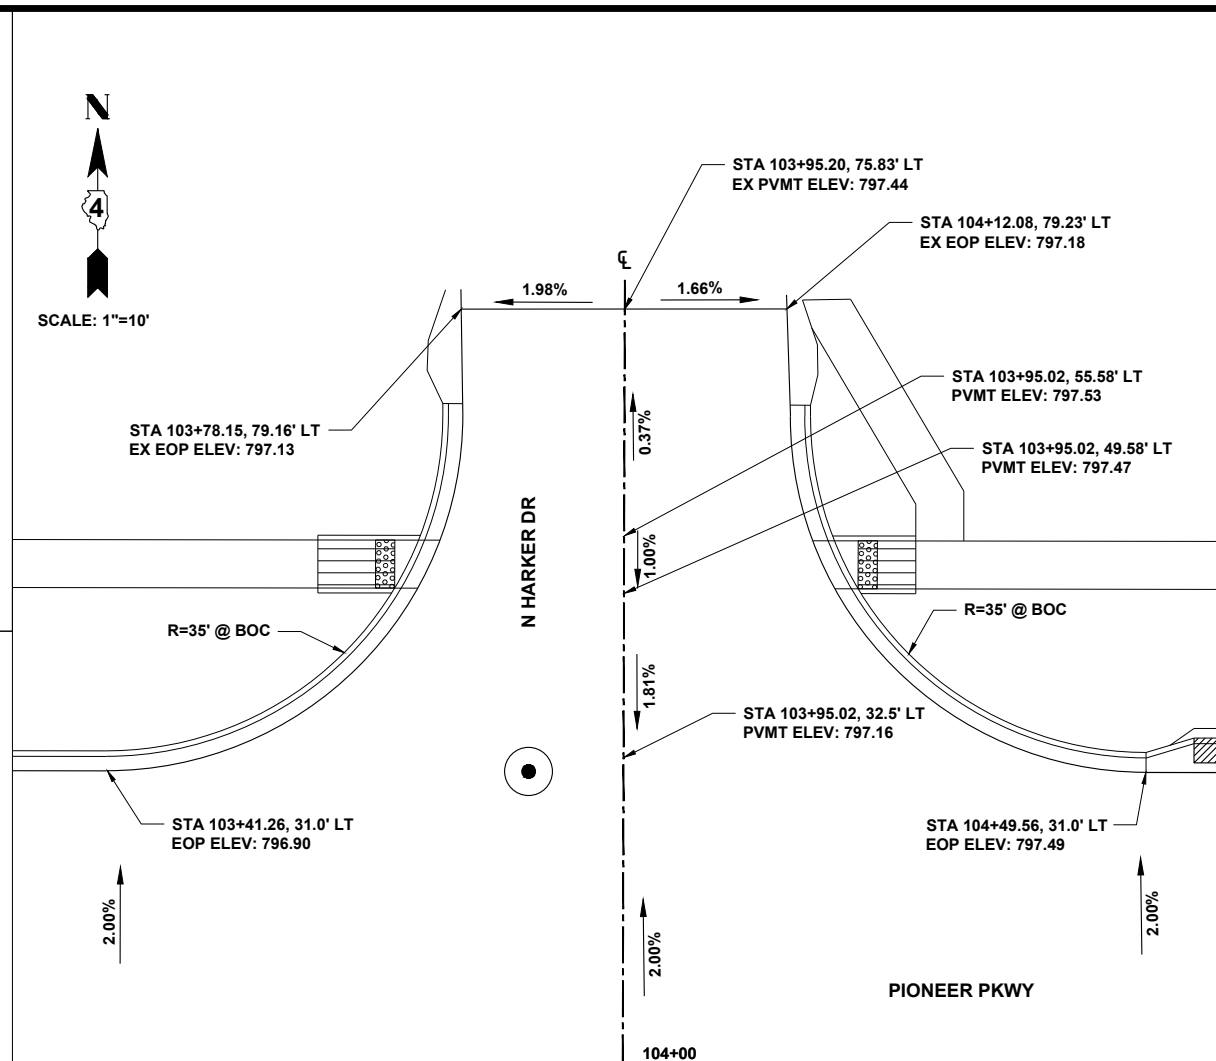 N
4
SCALE: 1"=10'
STA 103+95.20, 75.83' LT
EX PVMT ELEV: 797.44
STA 104+12.08, 79.23' LT
EX EOP ELEV: 797.18
℄
1.98%
1.66%
STA 103+95.02, 55.58' LT
PVMT ELEV: 797.53
STA 103+78.15, 79.16' LT
EX EOP ELEV: 797.13
0.37%
STA 103+95.02, 49.58' LT
PVMT ELEV: 797.47
N HARKER DR
1.00%
R=35' @ BOC
R=35' @ BOC
1.81%
STA 103+95.02, 32.5' LT
PVMT ELEV: 797.16
STA 103+41.26, 31.0' LT
EOP ELEV: 796.90
STA 104+49.56, 31.0' LT
EOP ELEV: 797.49
2.00%
2.00%
2.00%
PIONEER PKWY
104+00